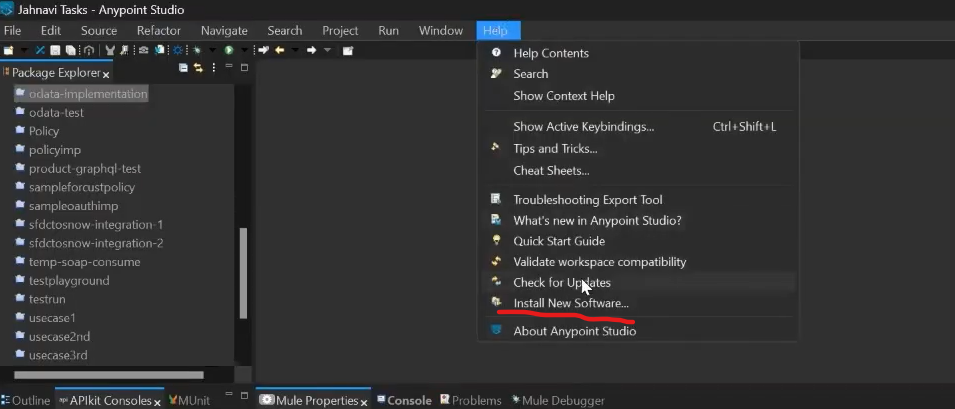 Jahnavi Tasks - Anypoint Studio
File Edit Source Refactor Navigate Search Project Run Window Help
Package Explorer
odata-implementation
odata-test
Policy
policyimp
product-graphql-test
sampleforcustpolicy
sampleoauthimp
sfdctosnow-integration-1
sfdctosnow-integration-2
temp-soap-consume
testplayground
testrun
usecase1
usecase2nd
usecase3rd
Help Contents
Search
Show Context Help
Show Active Keybindings... Ctrl+Shift+L
Tips and Tricks...
Cheat Sheets...
Troubleshooting Export Tool
What's new in Anypoint Studio?
Quick Start Guide
Validate workspace compatibility
Check for Updates
Install New Software...
About Anypoint Studio
Outline api APIkit Consoles MUnit Mule Properties Console Problems Mule Debugger